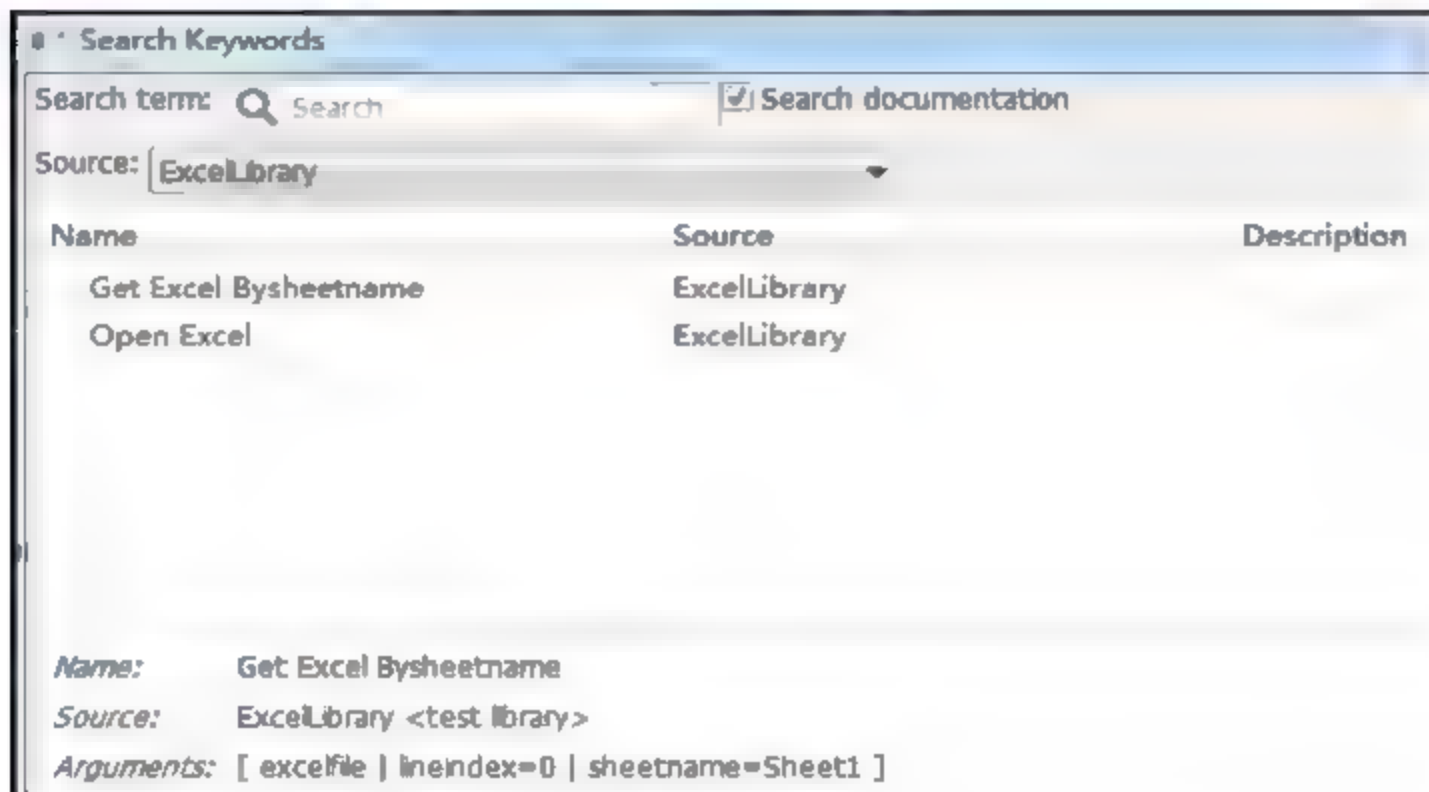 Search Keywords
Search term: Search Search documentation
Source: ExcelLibrary
Name Source Description
Get Excel Bysheetname ExcelLibrary
Open Excel ExcelLibrary
Name: Get Excel Bysheetname
Source: ExcelLibrary <test library>
Arguments: [ excelfile | lineindex=0 | sheetname=Sheet1 ]